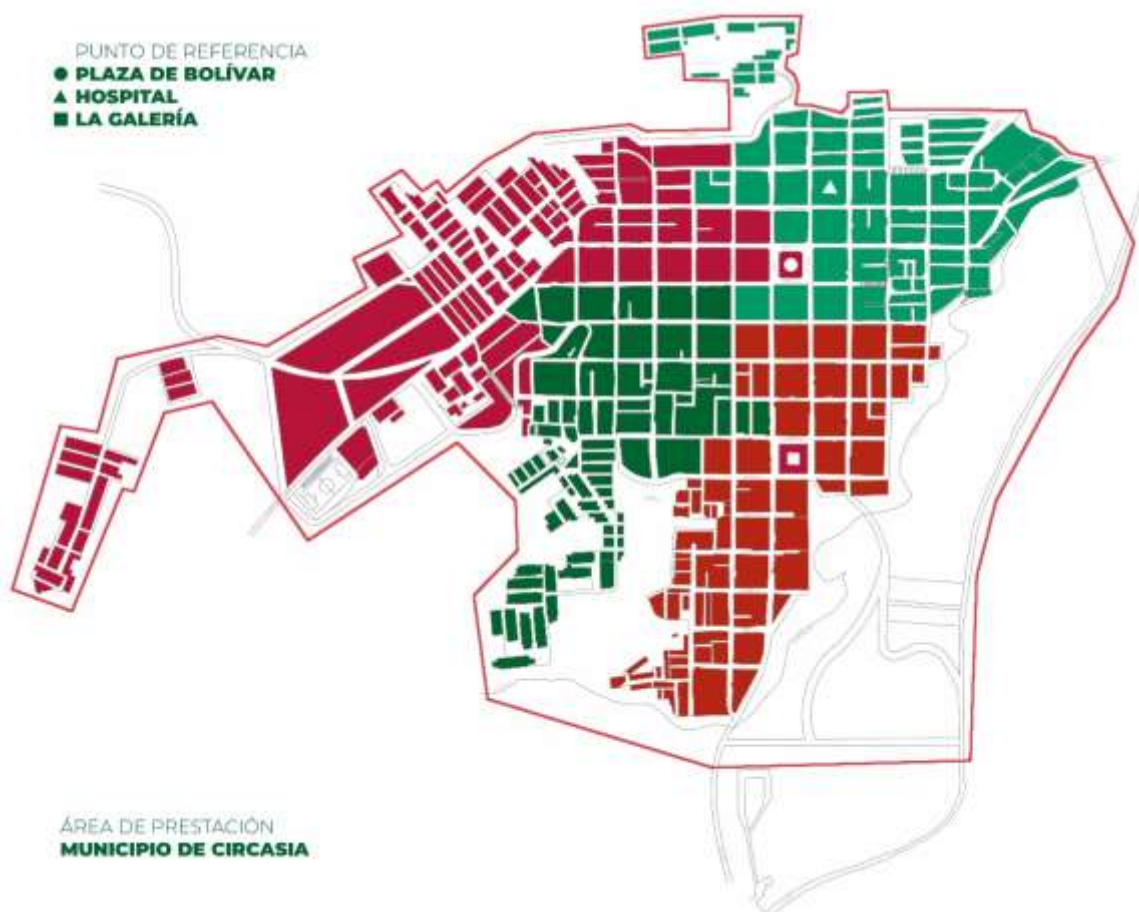 PUNTO DE REFERENCIA
PLAZA DE BOLÍVAR
HOSPITAL
LA GALERÍA
ÁREA DE PRESTACIÓN
MUNICIPIO DE CIRCASIA